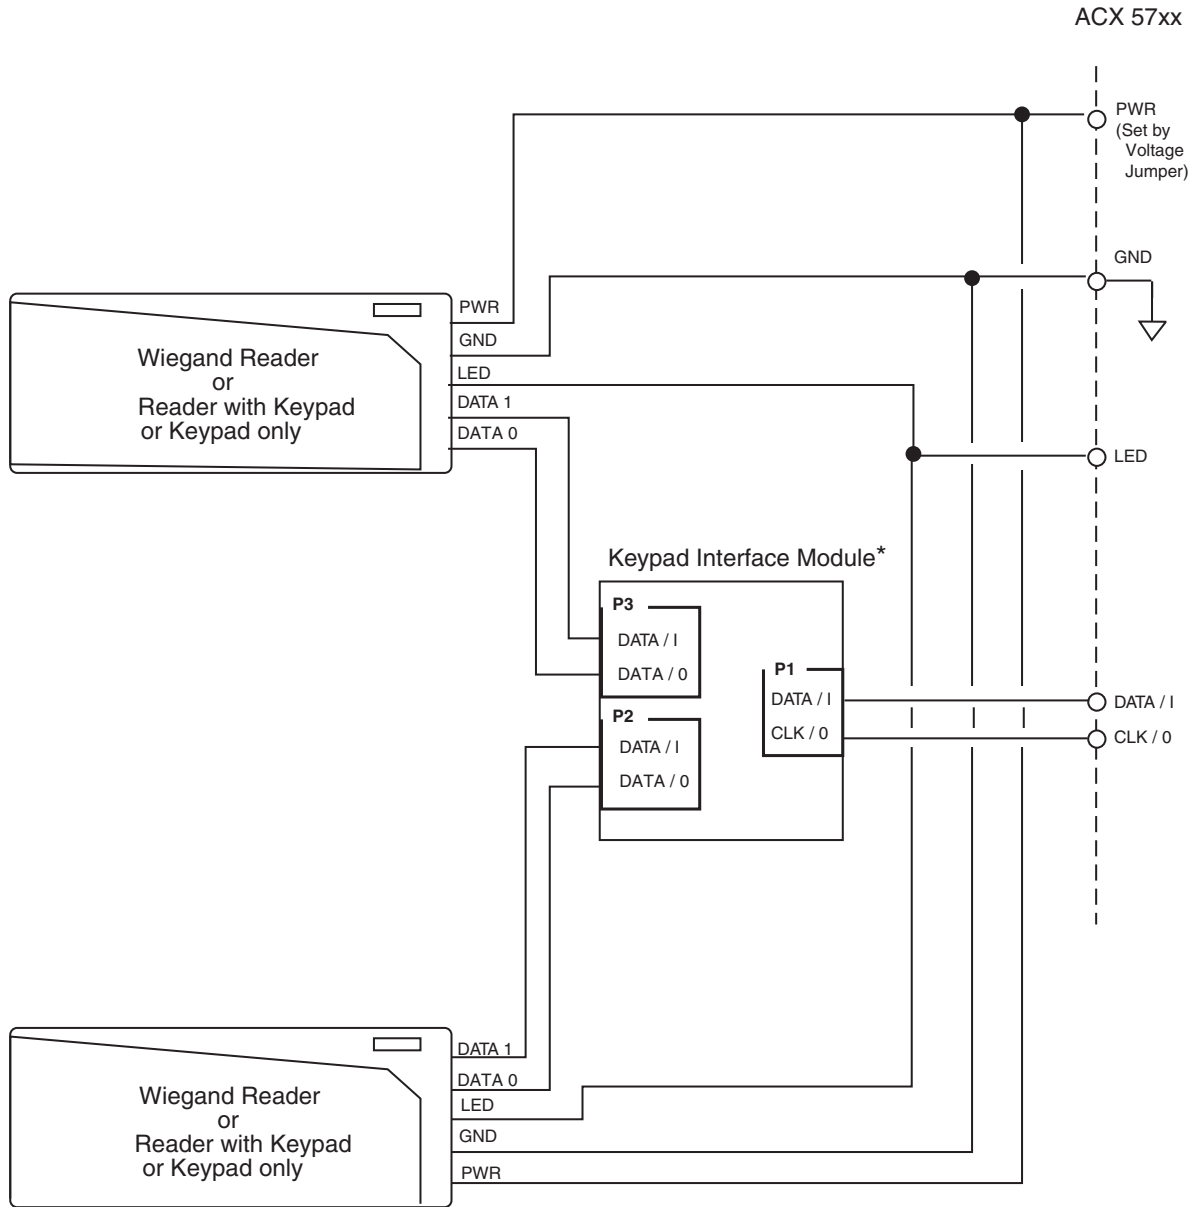 ACX 57xx
PWR
(Set by
Voltage
Jumper)
GND
PWR
GND
LED
DATA 1
DATA 0
Wiegand Reader
or
Reader with Keypad
or Keypad only
LED
Keypad Interface Module*
P3
DATA / I
DATA / 0
P1
DATA / I
CLK / 0
P2
DATA / I
DATA / 0
DATA / I
CLK / 0
DATA 1
DATA 0
LED
GND
PWR
Wiegand Reader
or
Reader with Keypad
or Keypad only